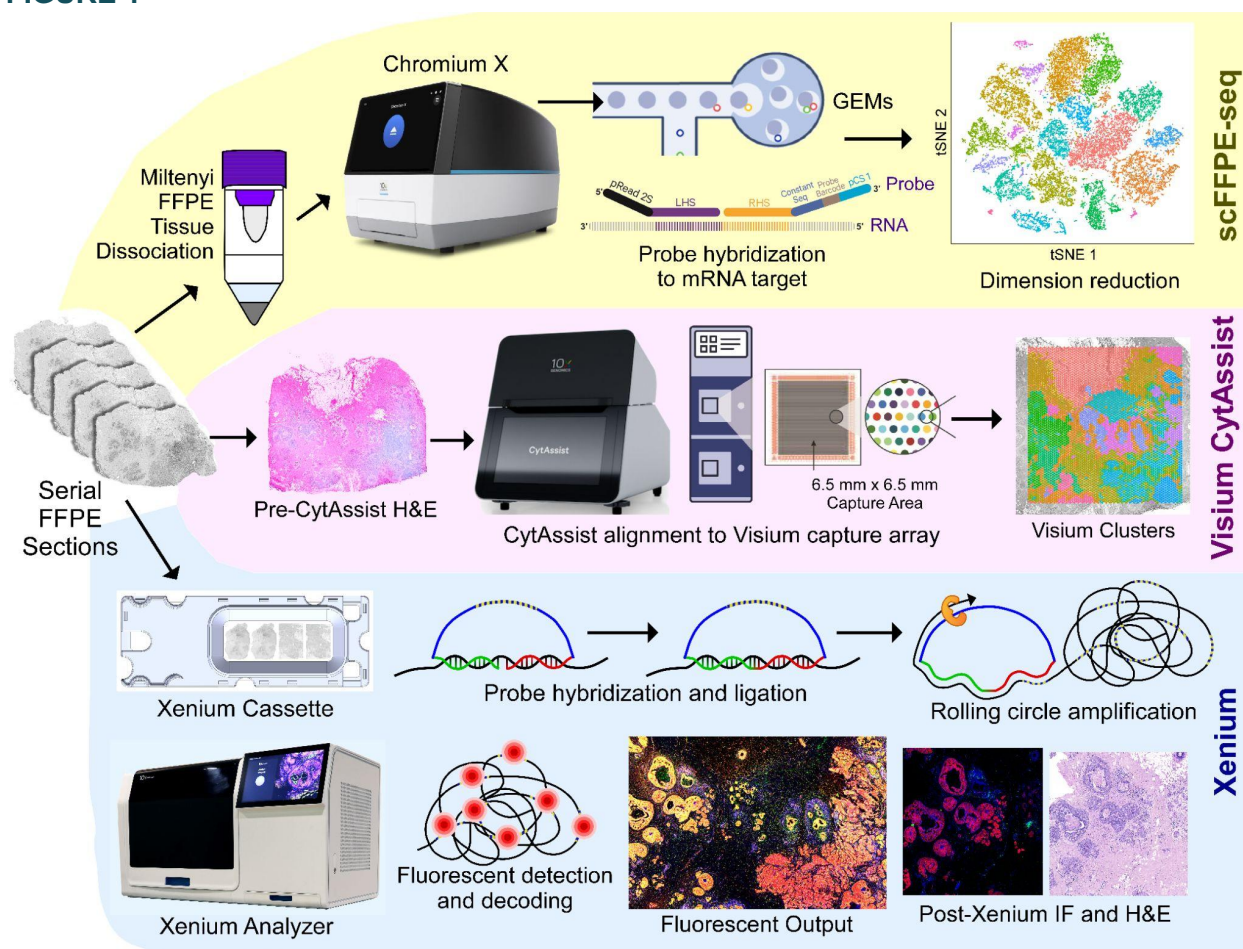 FIGURE 1
Chromium X
GEMs
Miltenyi
FFPE
Tissue
Dissociation
5'
pRead 2S
LHS
RHS
Constant
Seq
Probe
Barcode
pCS1
3'
Probe
3'
5'
RNA
Probe hybridization
to mRNA target
tSNE 2
tSNE 1
Dimension reduction
scFFPE-seq
Serial
FFPE
Sections
Pre-CytAssist H&E
10x
GENOMICS
CytAssist
6.5 mm x 6.5 mm
Capture Area
CytAssist alignment to Visium capture array
Visium Clusters
Visium CytAssist
Xenium Cassette
Probe hybridization and ligation
Rolling circle amplification
Xenium Analyzer
Fluorescent detection
and decoding
Fluorescent Output
Post-Xenium IF and H&E
Xenium